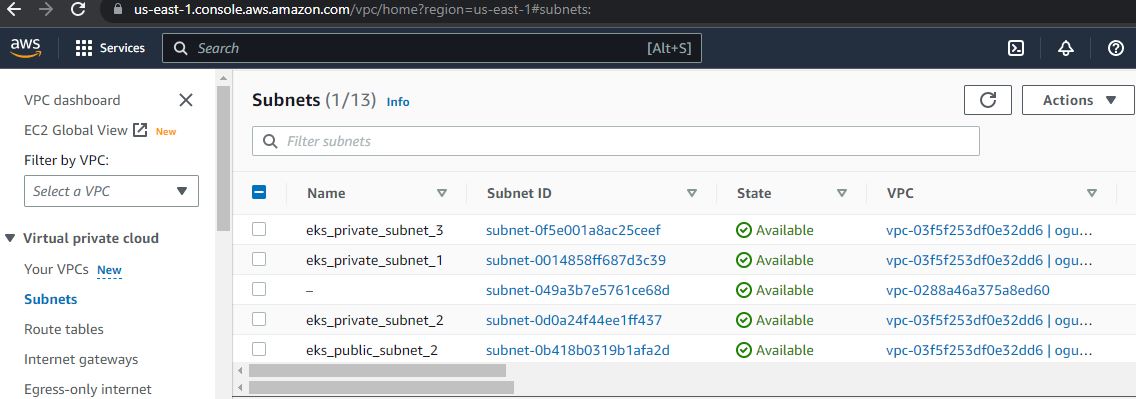 us-east-1.console.aws.amazon.com/vpc/home?region=us-east-1#subnets:
aws Services Search [Alt+S]
VPC dashboard
EC2 Global View New
Filter by VPC:
Select a VPC
Virtual private cloud
Your VPCs New
Subnets
Route tables
Internet gateways
Egress-only internet
Subnets (1/13) Info
Actions
Filter subnets
Name Subnet ID State VPC
eks_private_subnet_3 subnet-0f5e001a8ac25ceef Available vpc-03f5f253df0e32dd6 | ogu…
eks_private_subnet_1 subnet-0014858ff687d3c39 Available vpc-03f5f253df0e32dd6 | ogu…
– subnet-049a3b7e5761ce68d Available vpc-0288a46a375a8ed60
eks_private_subnet_2 subnet-0d0a24f44ee1ff437 Available vpc-03f5f253df0e32dd6 | ogu…
eks_public_subnet_2 subnet-0b418b0319b1afa2d Available vpc-03f5f253df0e32dd6 | ogu…